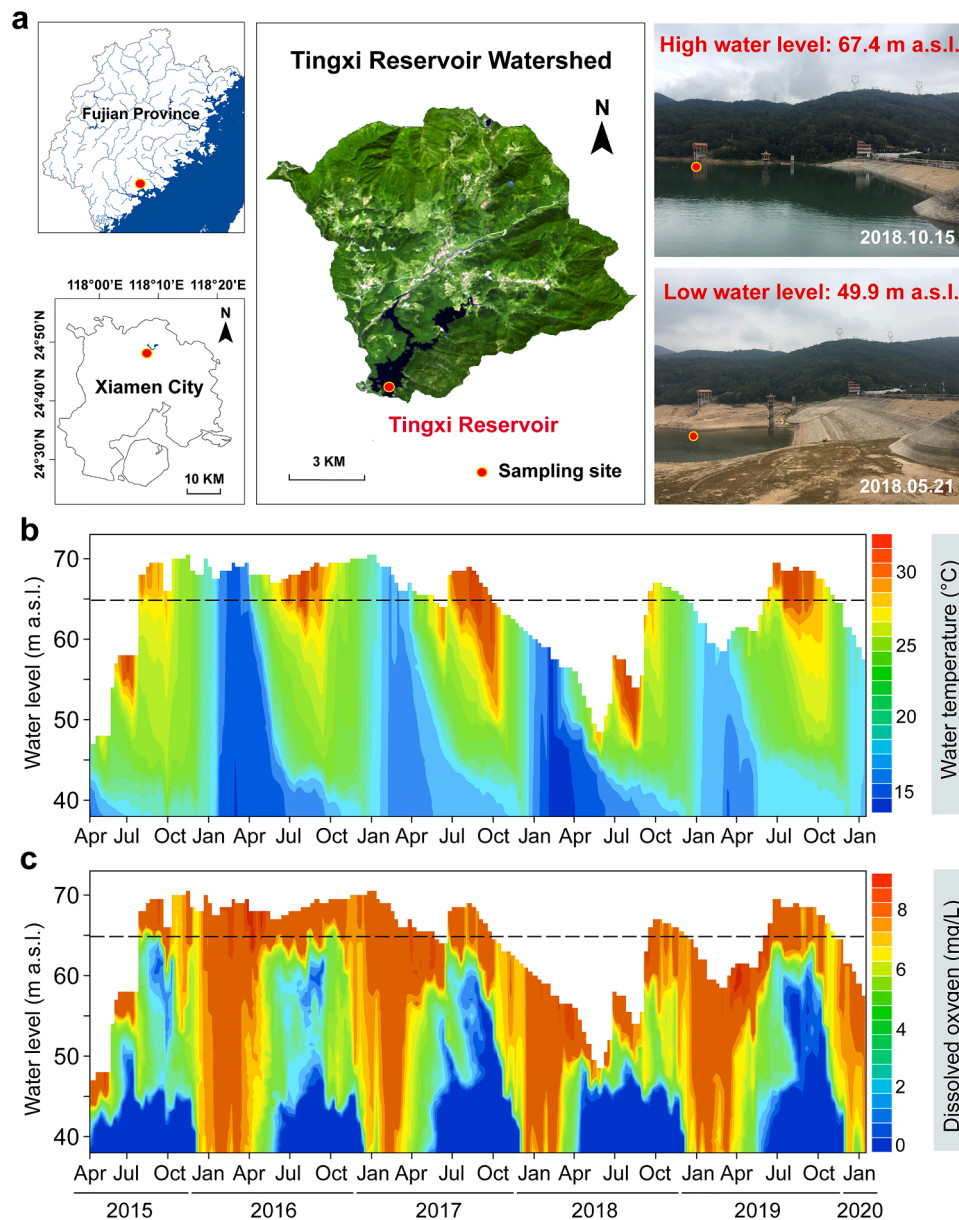 a
Fujian Province
118°00’E 118°10’E 118°20’E
24°50’N
24°40’N
24°30’N
N
Xiamen City
10 KM
Tingxi Reservoir Watershed
N
Tingxi Reservoir
3 KM
Sampling site
High water level: 67.4 m a.s.l.
2018.10.15
Low water level: 49.9 m a.s.l.
2018.05.21
b
Water level (m a.s.l.)
70
60
50
40
Apr Jul Oct Jan Apr Jul Oct Jan Apr Jul Oct Jan Apr Jul Oct Jan Apr Jul Oct Jan
30
25
20
15
Water temperature (°C)
c
Water level (m a.s.l.)
70
60
50
40
Apr Jul Oct Jan Apr Jul Oct Jan Apr Jul Oct Jan Apr Jul Oct Jan Apr Jul Oct Jan
2015 2016 2017 2018 2019 2020
8
6
4
2
0
Dissolved oxygen (mg/L)